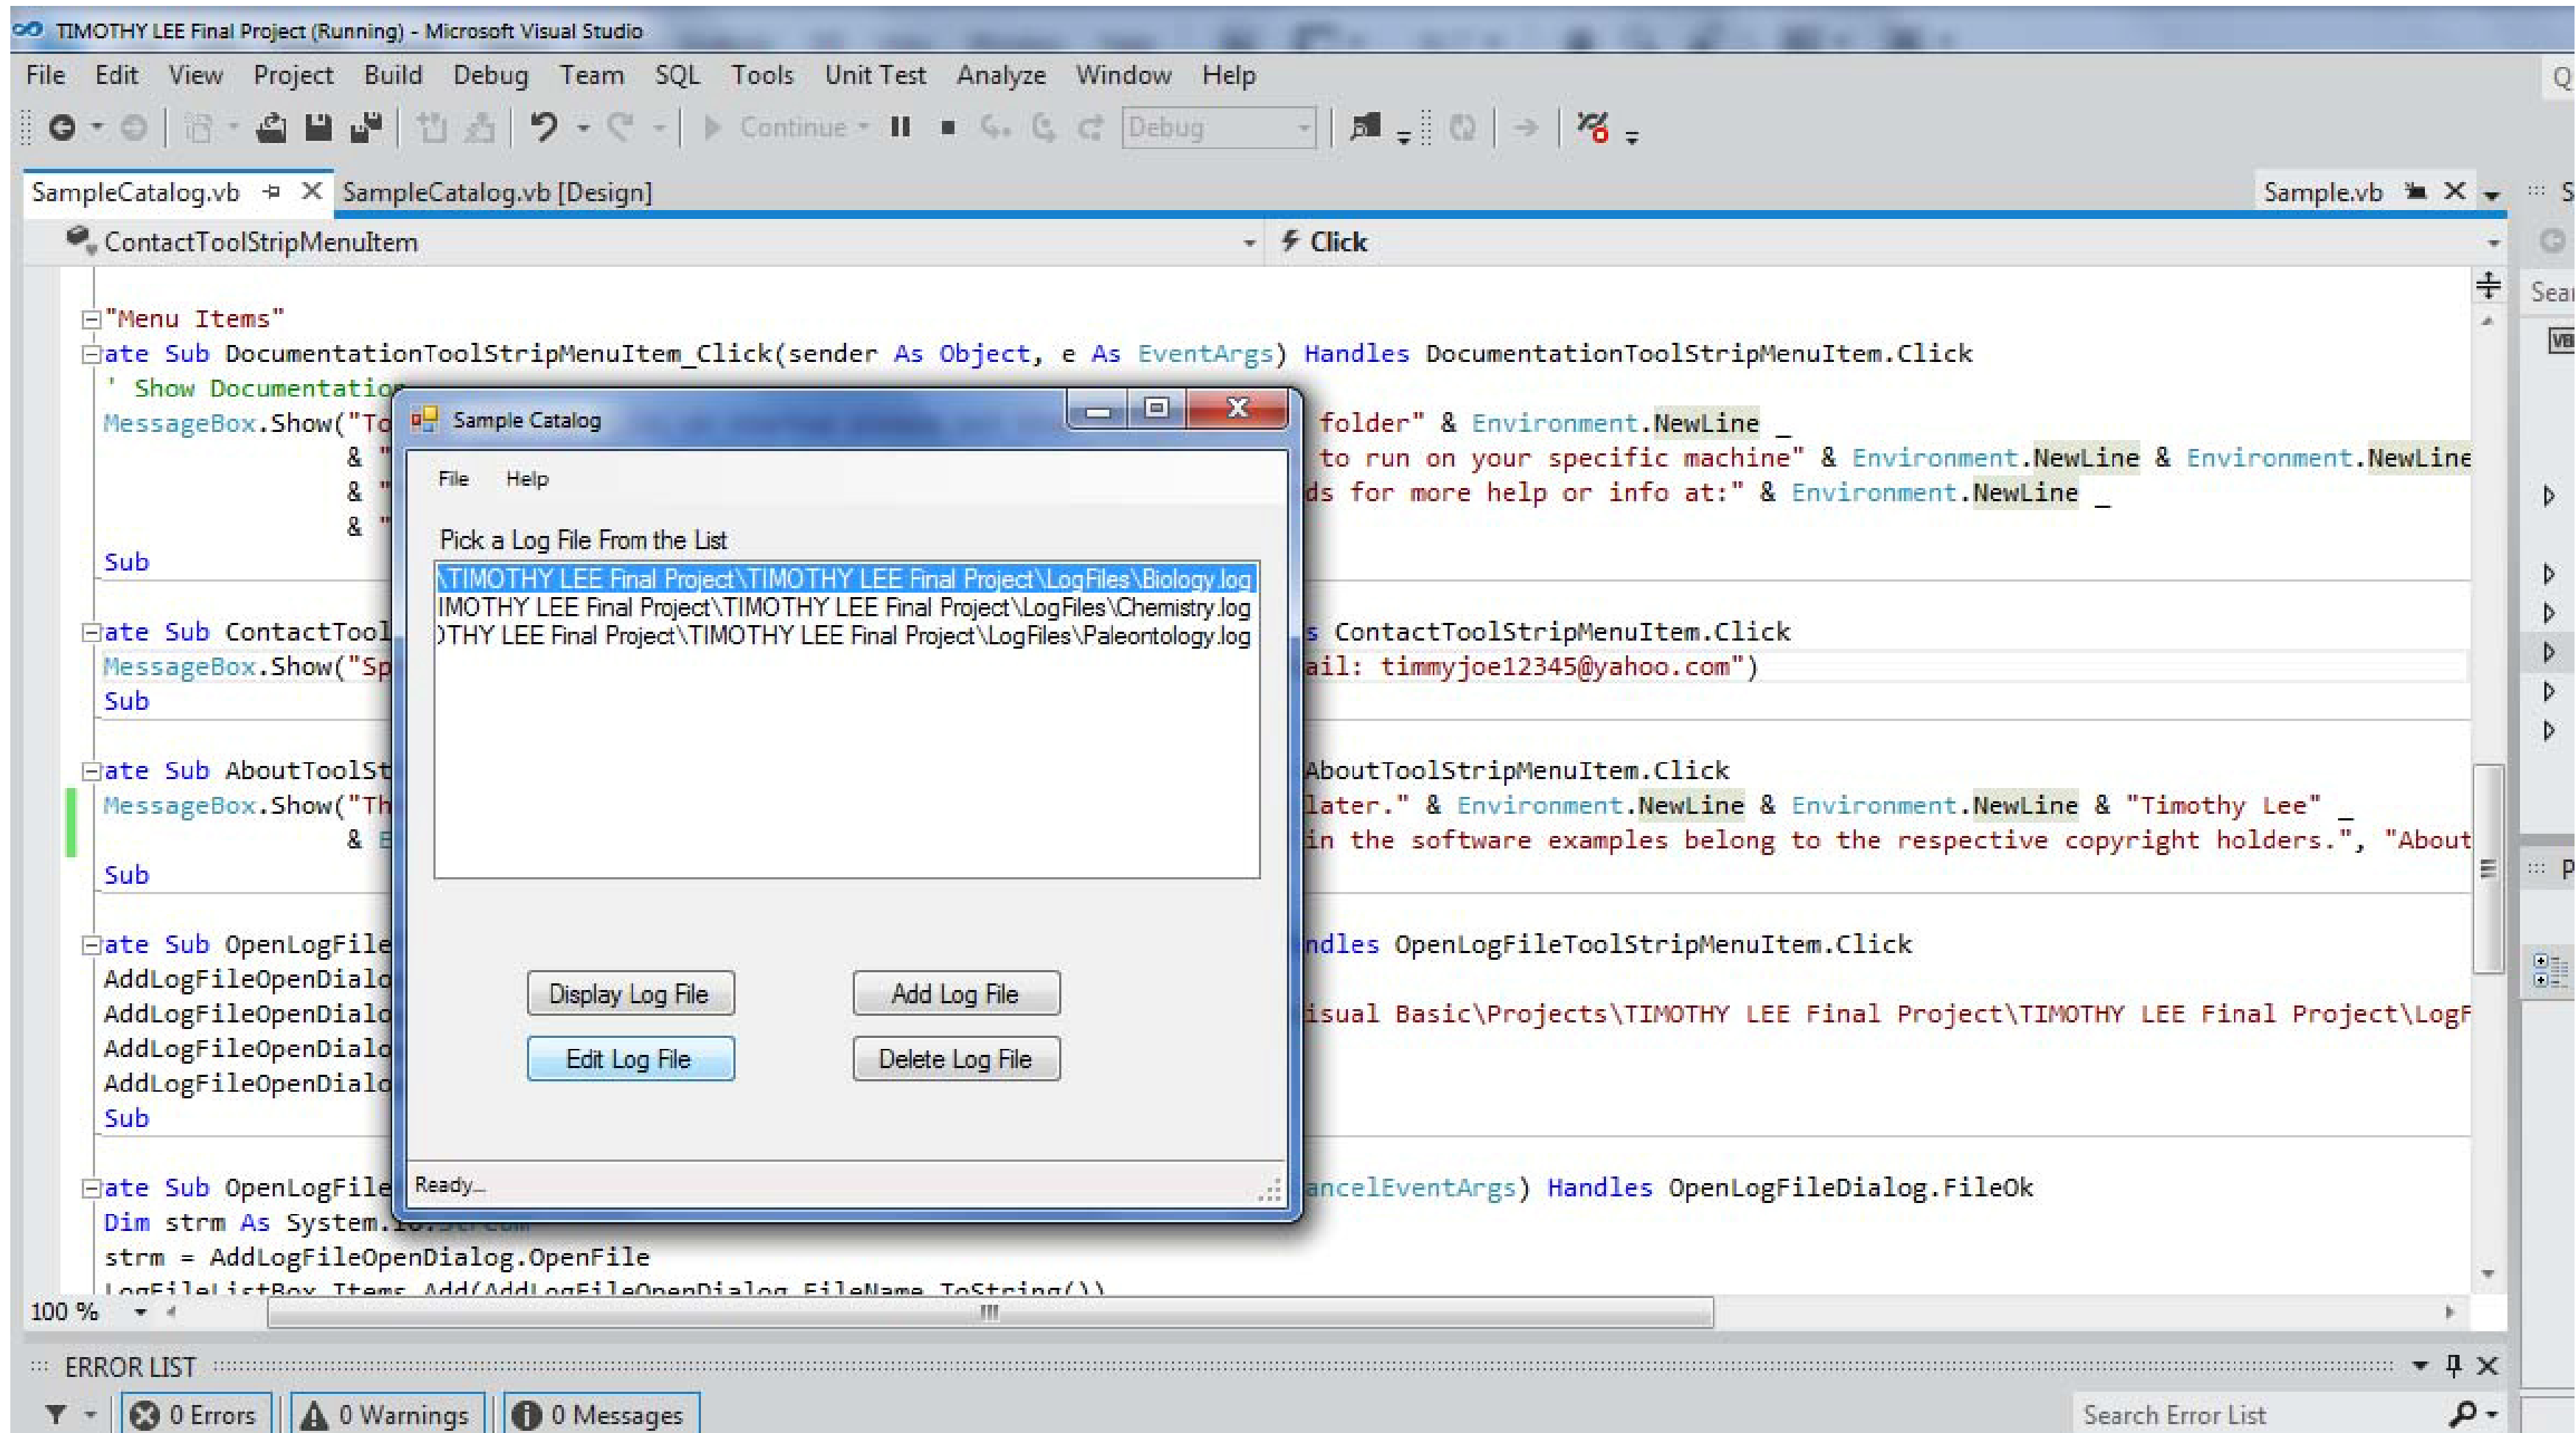 TIMOTHY LEE Final Project (Running) - Microsoft Visual Studio
File Edit View Project Build Debug Team SQL Tools Unit Test Analyze Window Help
Continue Debug
SampleCatalog.vb SampleCatalog.vb [Design] Sample.vb
ContactToolStripMenuItem Click
"Menu Items"
ate Sub DocumentationToolStripMenuItem_Click(sender As Object, e As EventArgs) Handles DocumentationToolStripMenuItem.Click
' Show Documentation
MessageBox.Show("To folder" & Environment.NewLine _
& " to run on your specific machine" & Environment.NewLine & Environment.NewLine
& " ds for more help or info at:" & Environment.NewLine _
& "
Sub
ate Sub ContactTool s ContactToolStripMenuItem.Click
MessageBox.Show("Sp ail: timmyjoe12345@yahoo.com")
Sub
ate Sub AboutToolSt AboutToolStripMenuItem.Click
MessageBox.Show("Th later." & Environment.NewLine & Environment.NewLine & "Timothy Lee" _
& E in the software examples belong to the respective copyright holders.", "About
Sub
ate Sub OpenLogFile ndles OpenLogFileToolStripMenuItem.Click
AddLogFileOpenDialo
AddLogFileOpenDialo isual Basic\Projects\TIMOTHY LEE Final Project\TIMOTHY LEE Final Project\LogF
AddLogFileOpenDialo
AddLogFileOpenDialo
Sub
ate Sub OpenLogFile ancelEventArgs) Handles OpenLogFileDialog.FileOk
Dim strm As System.IO.Stream
strm = AddLogFileOpenDialog.OpenFile
LogFileListBox.Items.Add(AddLogFileOpenDialog.FileName.ToString())
Sample Catalog
File Help
Pick a Log File From the List
\TIMOTHY LEE Final Project\TIMOTHY LEE Final Project\LogFiles\Biology.log
IMOTHY LEE Final Project\TIMOTHY LEE Final Project\LogFiles\Chemistry.log
OTHY LEE Final Project\TIMOTHY LEE Final Project\LogFiles\Paleontology.log
Display Log File Add Log File
Edit Log File Delete Log File
Ready...
100 %
ERROR LIST
0 Errors 0 Warnings 0 Messages Search Error List